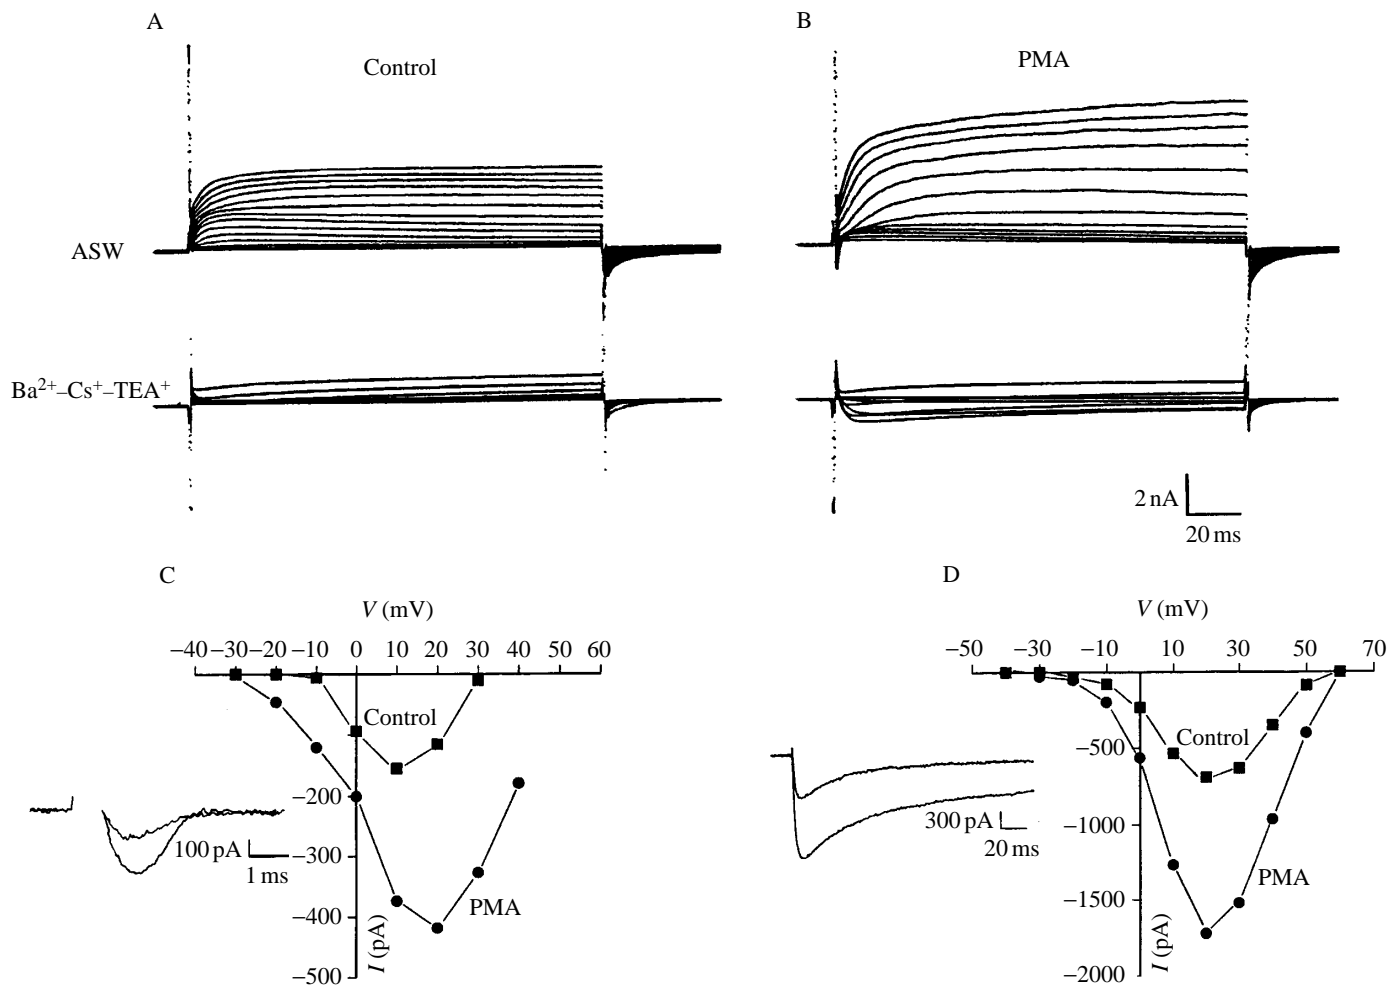 A
B
Control
PMA
ASW
Ba²⁺–Cs⁺–TEA⁺
2 nA
20 ms
C
D
V (mV)
–40 –30 –20 –10 0 10 20 30 40 50 60
Control
–200
100 pA
1 ms
–300
–400
PMA
–500
I (pA)
V (mV)
–50 –30 –10 10 30 50 70
Control
–500
300 pA
20 ms
–1000
PMA
–1500
–2000
I (pA)